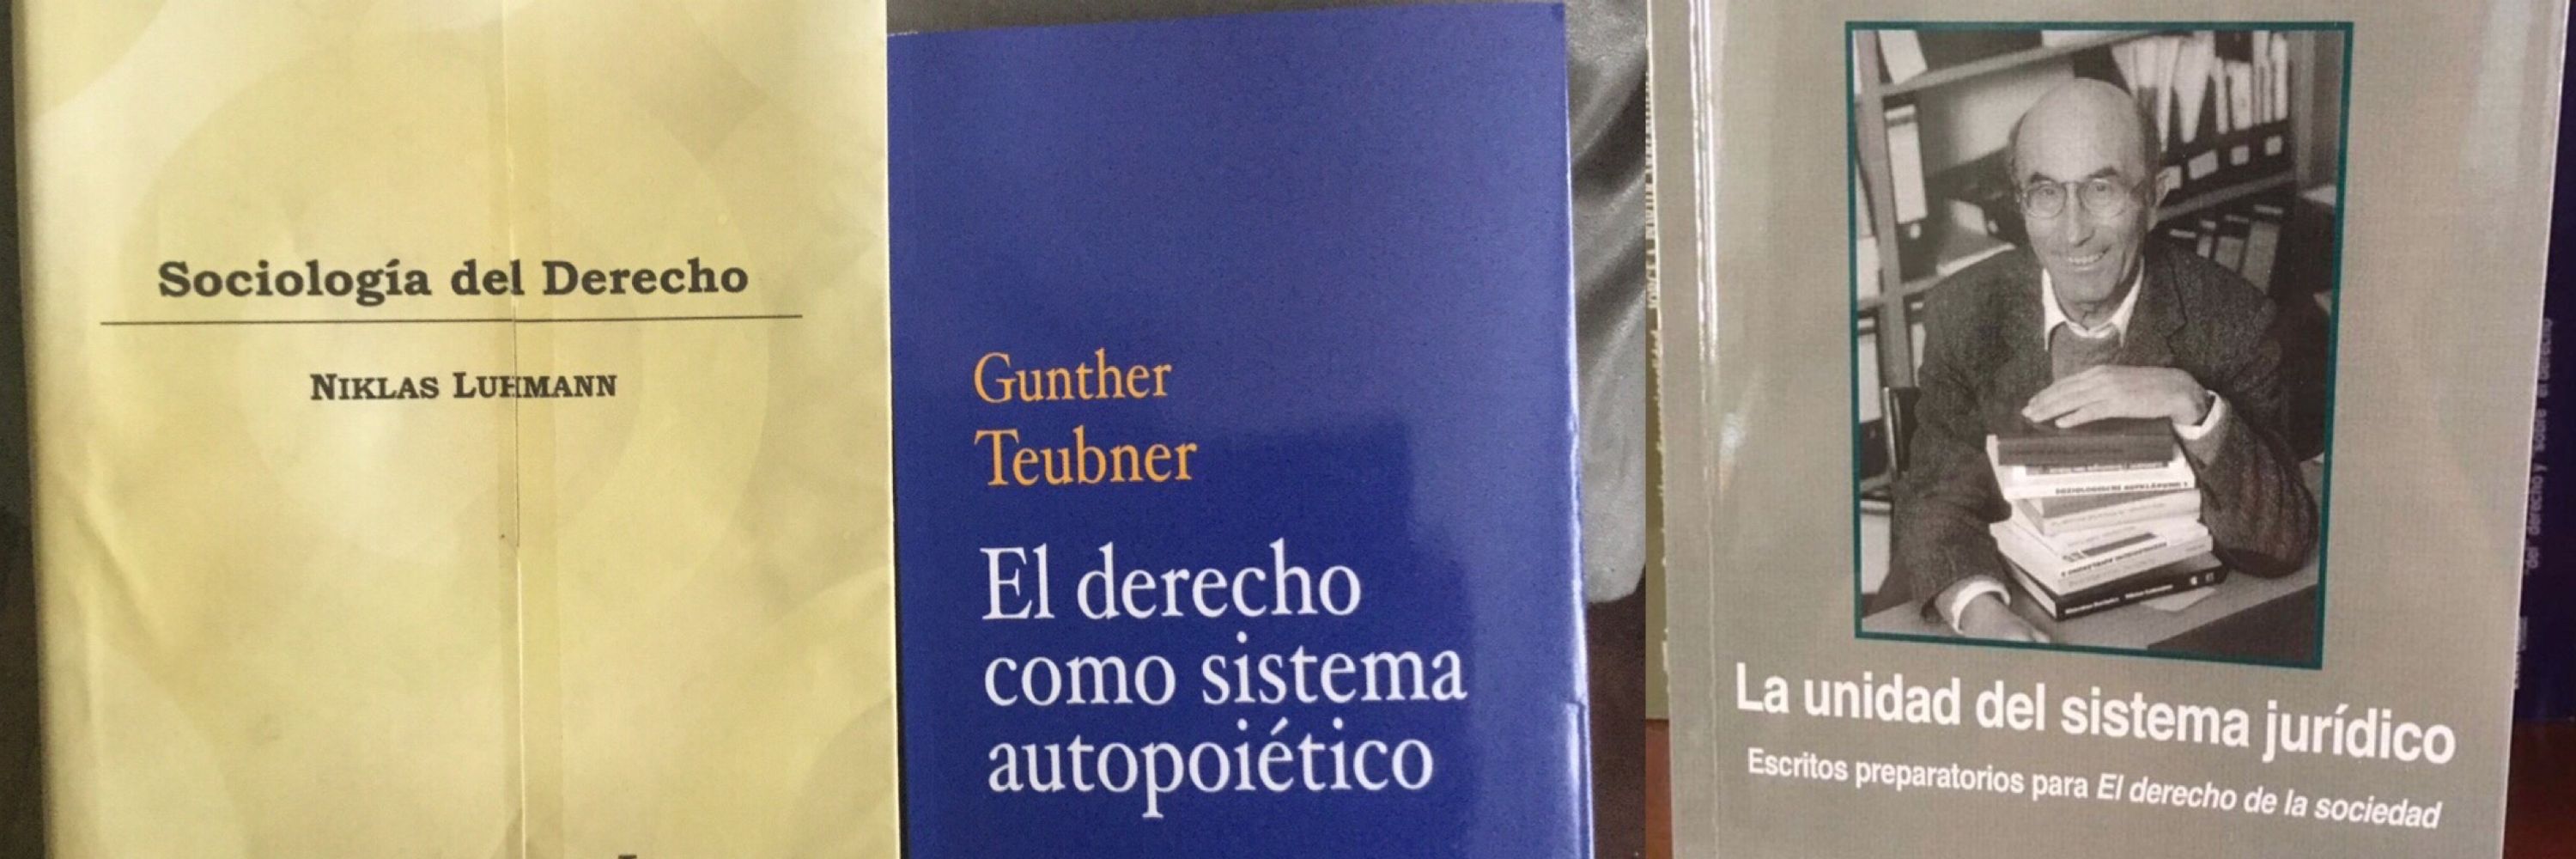 Sociología del Derecho
NIKLAS LUHMANN
Gunther
Teubner
El derecho
como sistema
autopoiético
La unidad del sistema jurídico
Escritos preparatorios para El derecho de la sociedad